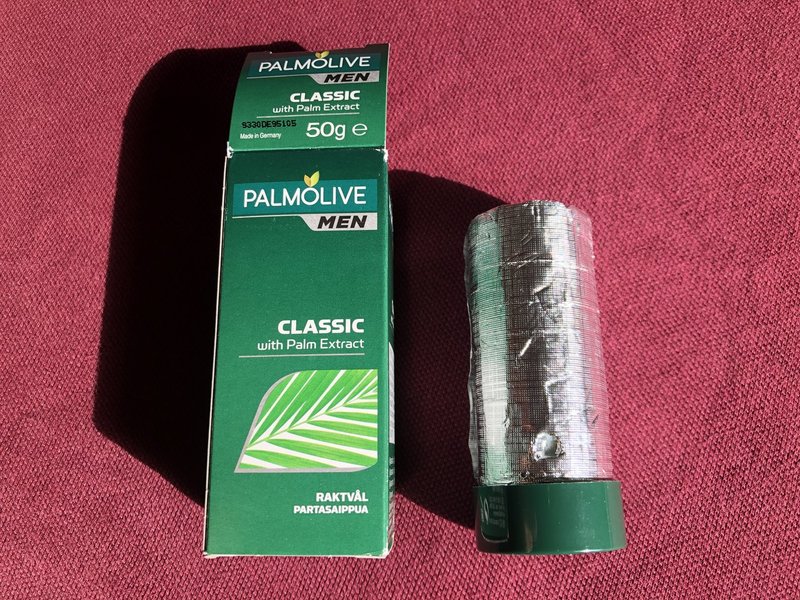 PALMOLIVE
MEN
CLASSIC
with Palm Extract
9330DE95105
Made in Germany
50g e
PALMOLIVE
MEN
CLASSIC
with Palm Extract
RAKTVÅL
PARTASAIPPUA